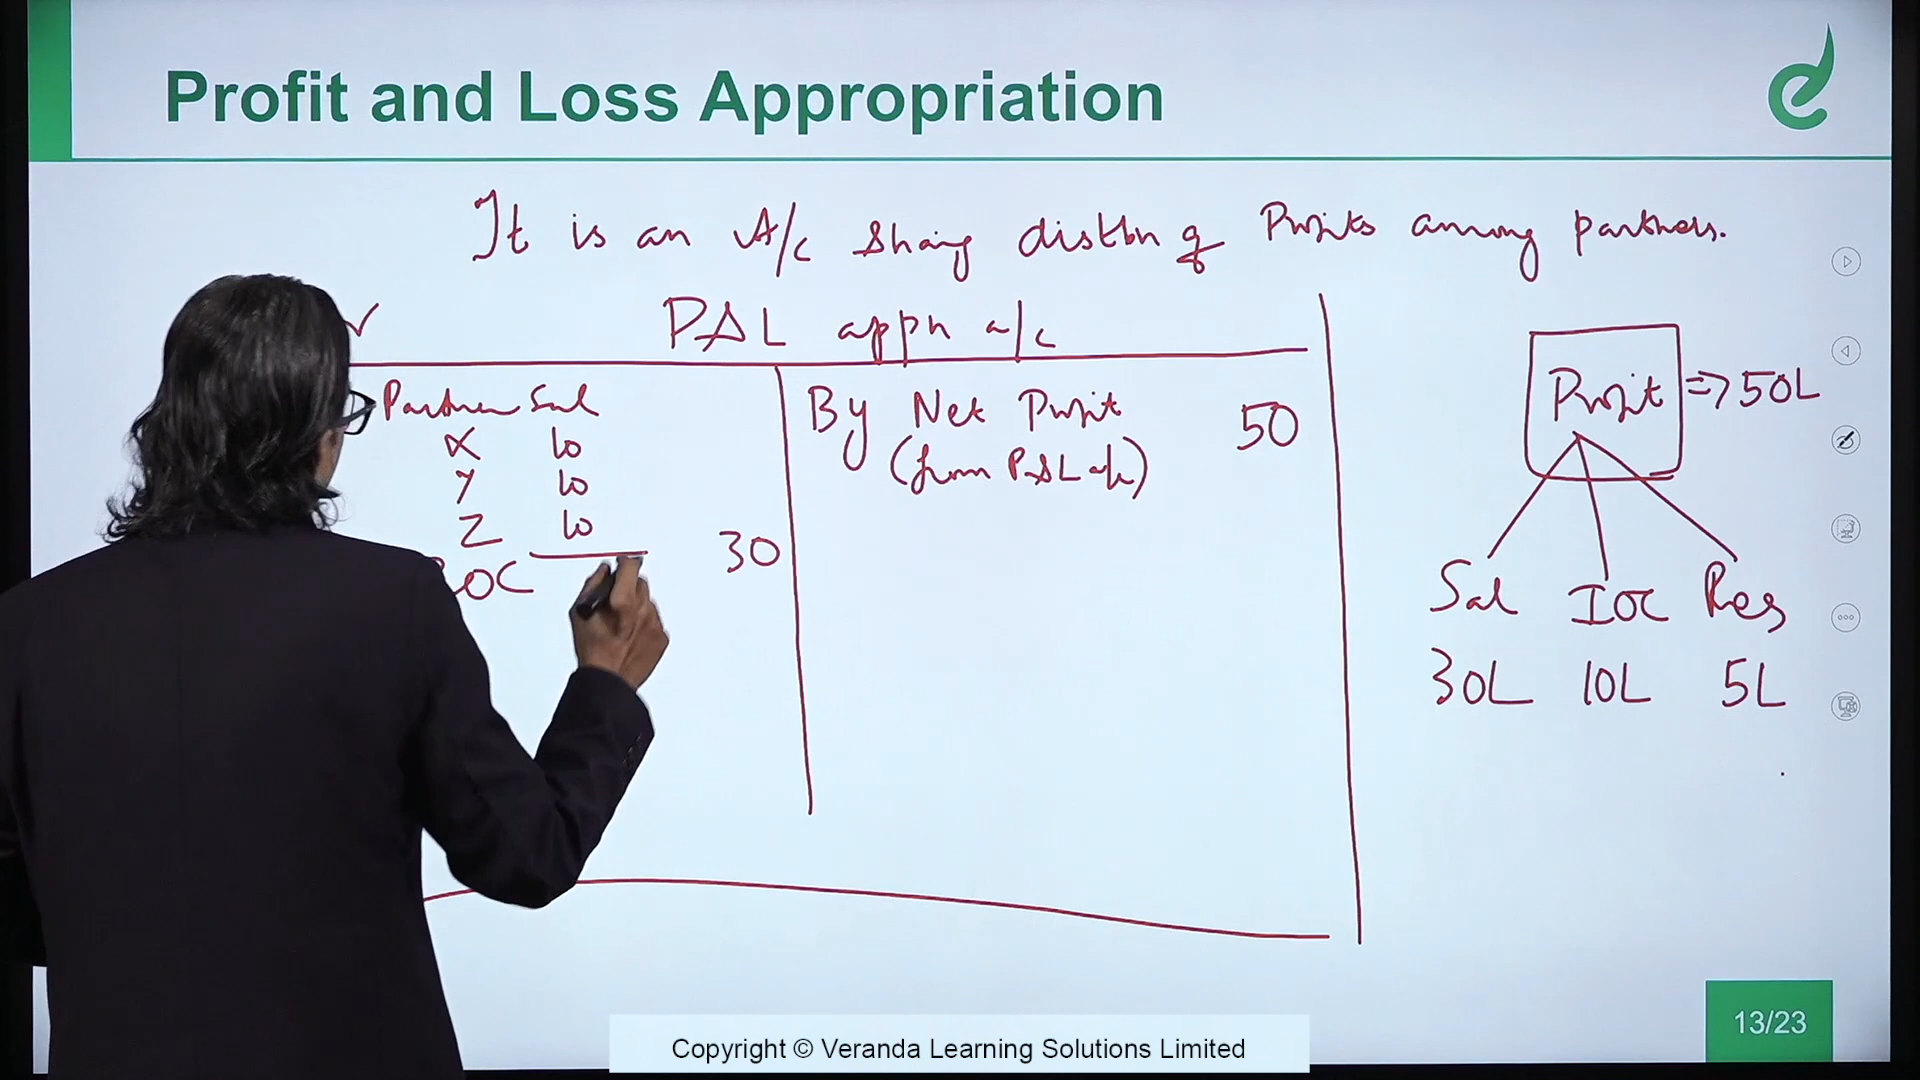 Profit and Loss Appropriation
It is an A/c Shaing distbn of Profits among partners.
P&L appn a/c
Partner Sal
X 10
Y 10
Z 10
30
IOC
By Net Profit 50
(from P&L a/c)
Profit => 50L
Sal IOC Res
30L 10L 5L
13/23
Copyright © Veranda Learning Solutions Limited